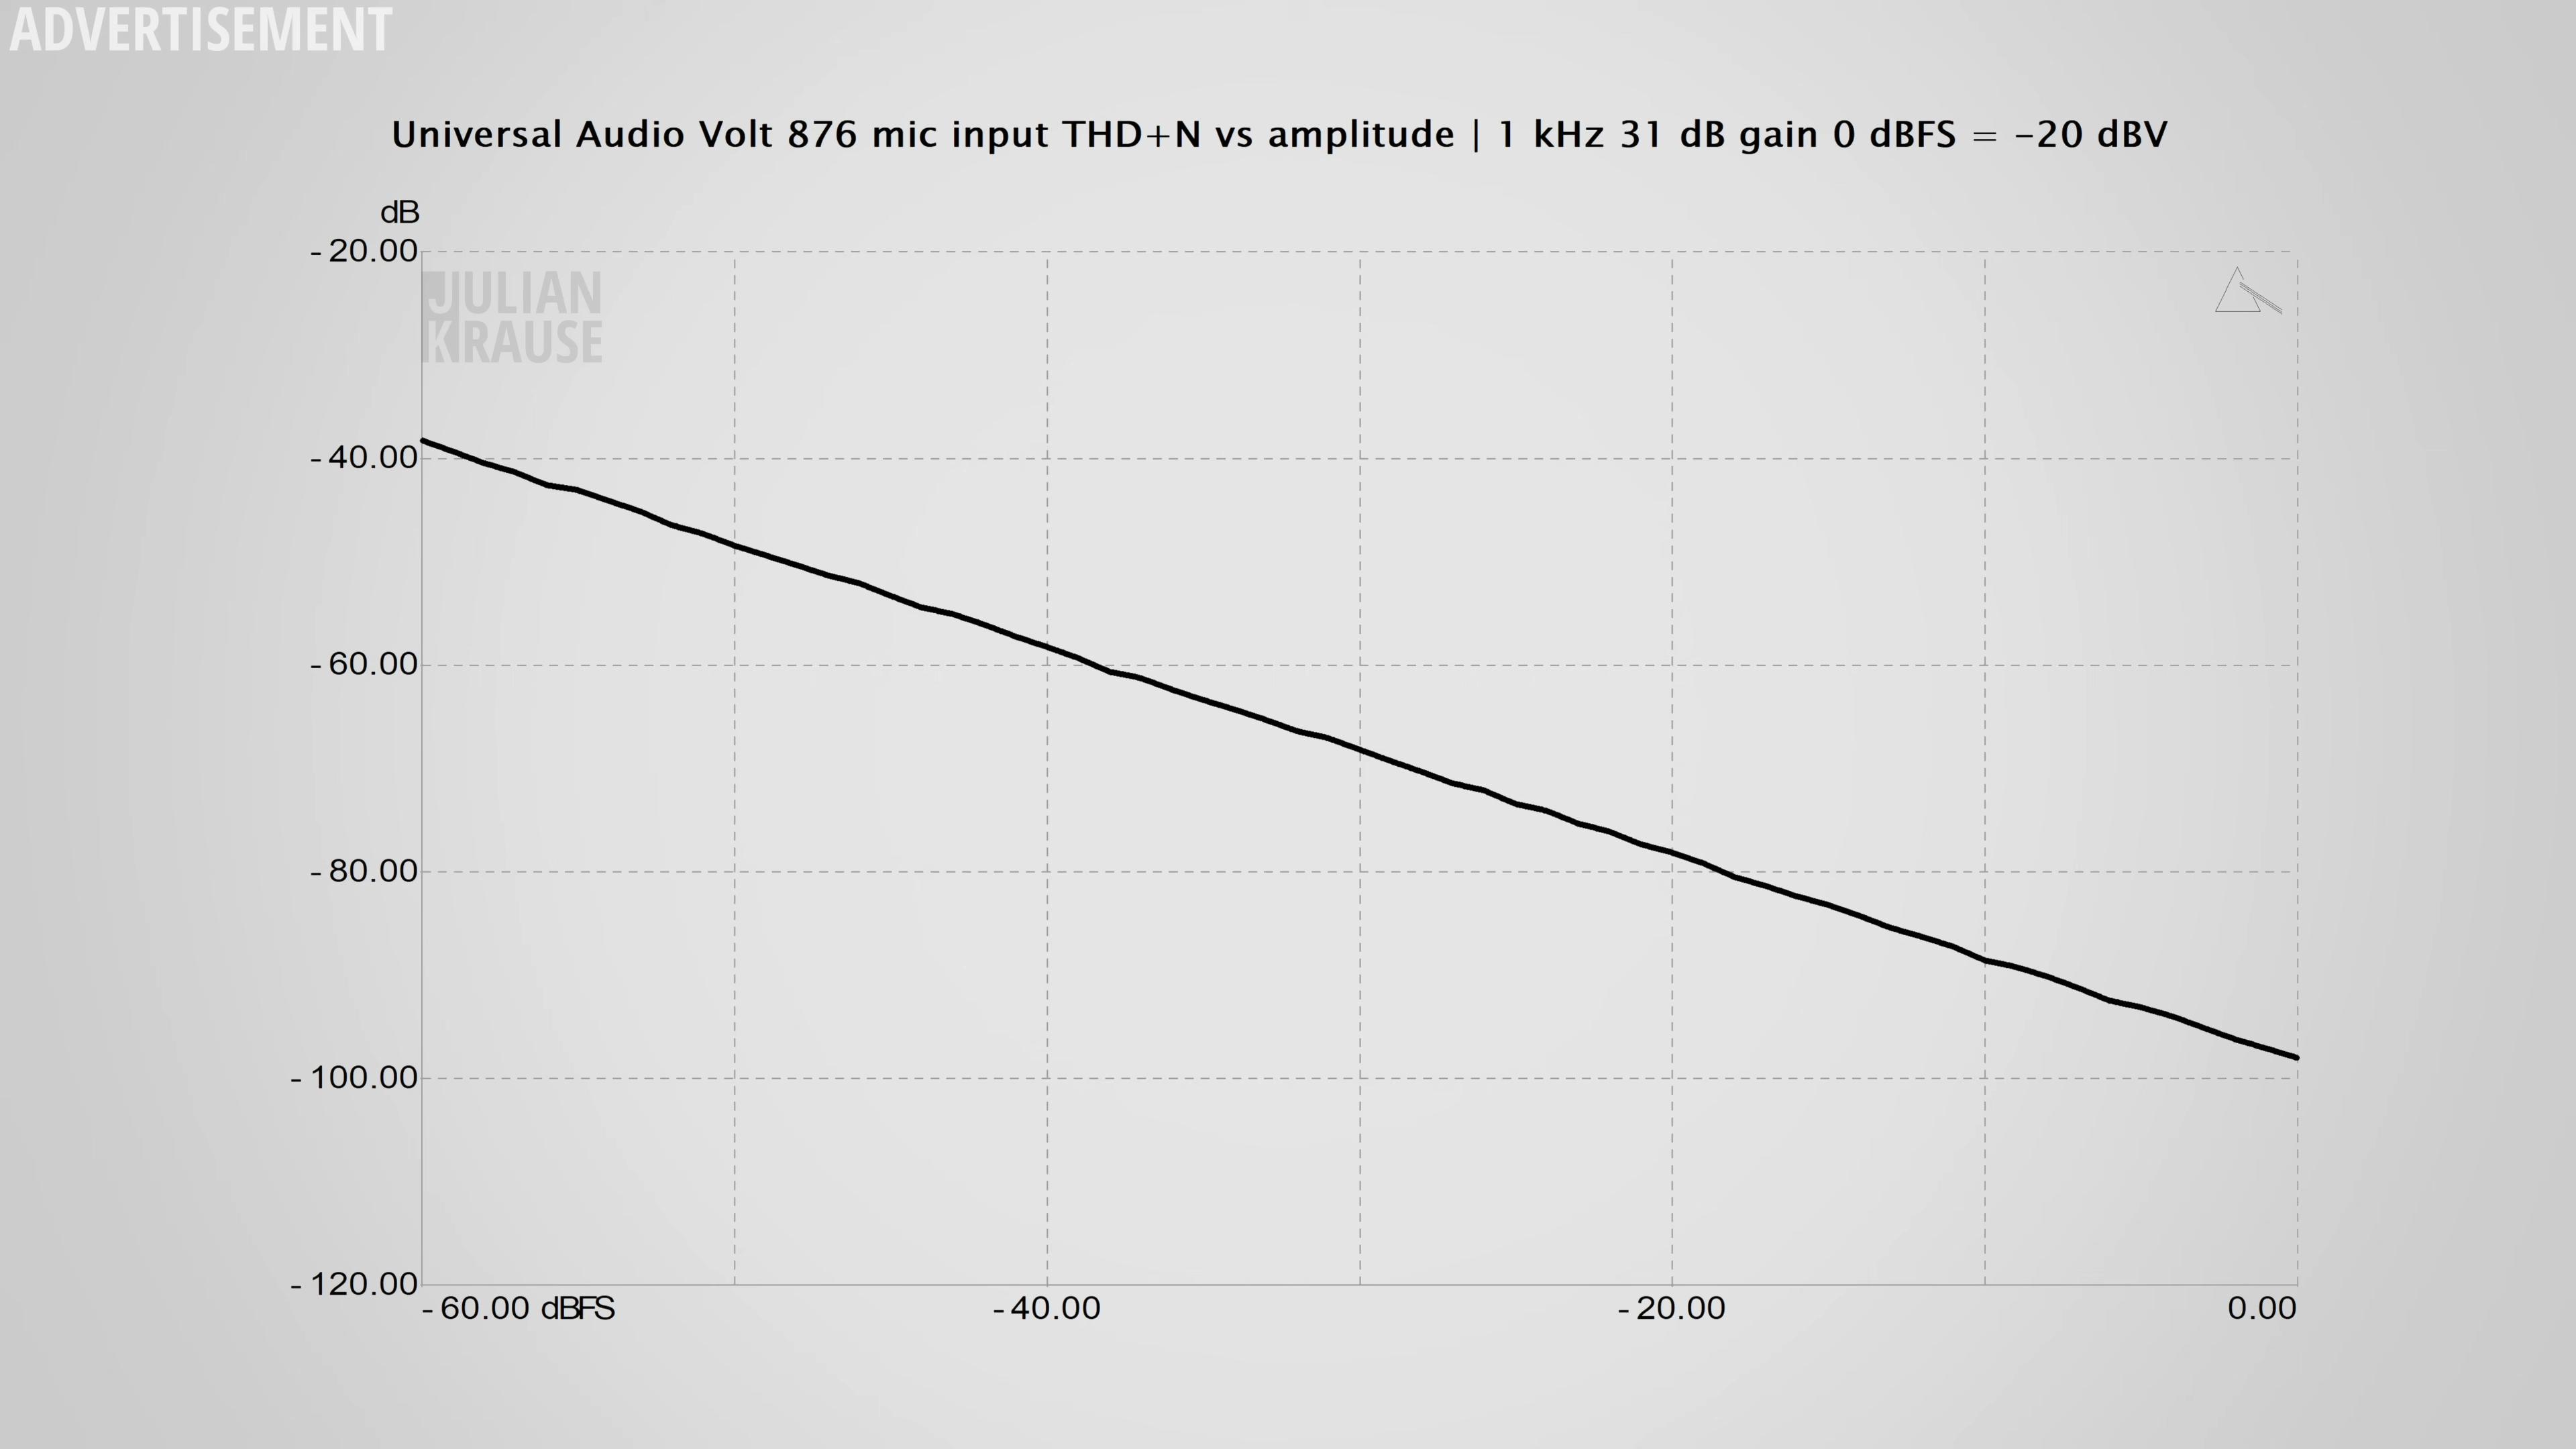 ADVERTISEMENT
Universal Audio Volt 876 mic input THD+N vs amplitude | 1 kHz 31 dB gain 0 dBFS = -20 dBV
dB
-20.00
JULIAN
KRAUSE
-40.00
-60.00
-80.00
-100.00
-120.00
-60.00 dBFS
-40.00
-20.00
0.00